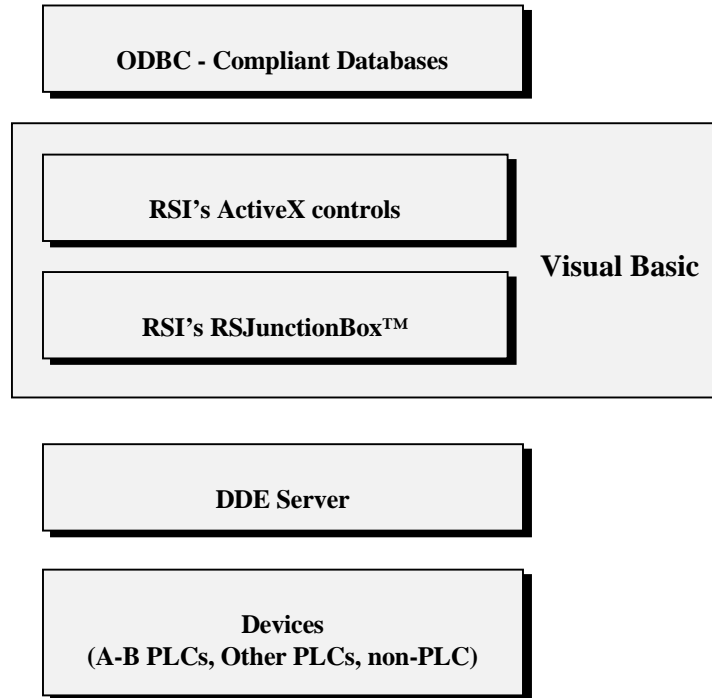 ODBC - Compliant Databases
RSI’s ActiveX controls
Visual Basic
RSI’s RSJunctionBox™
DDE Server
Devices
(A-B PLCs, Other PLCs, non-PLC)